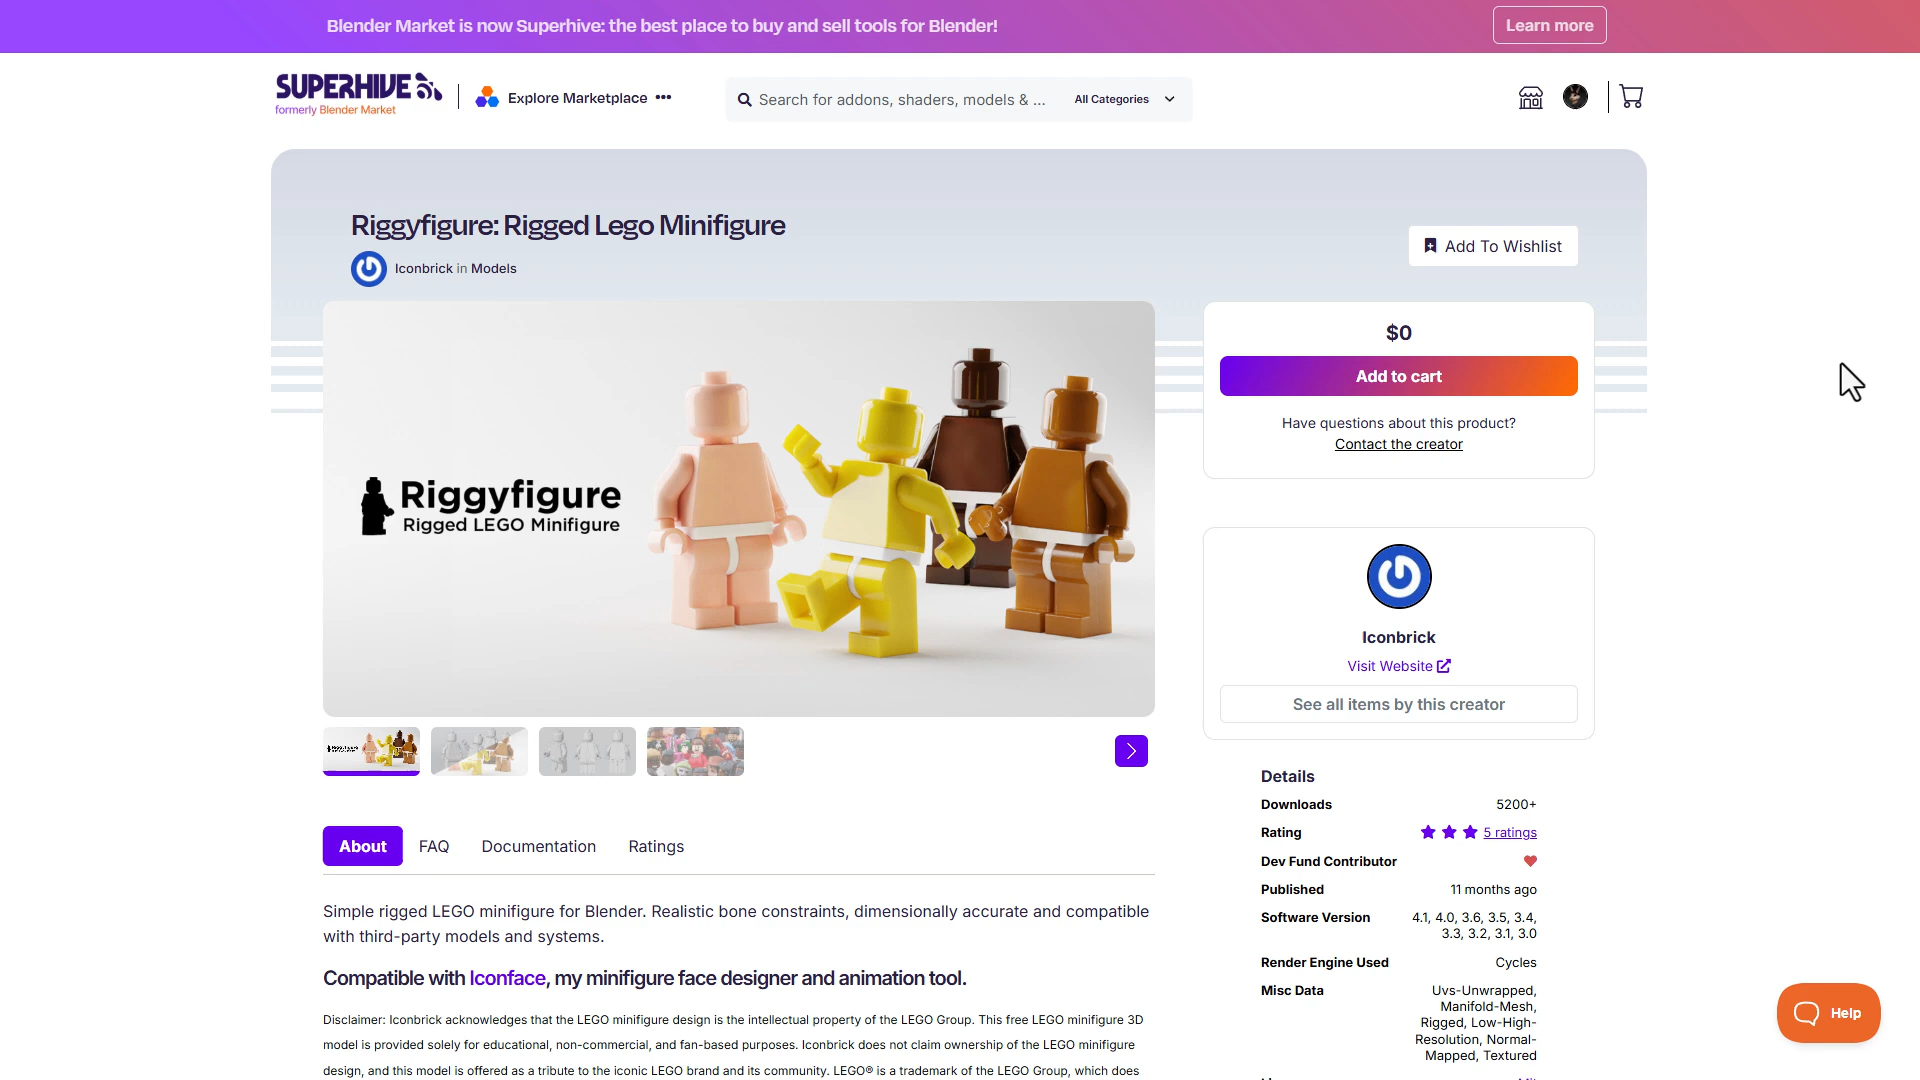 Blender Market is now Superhive: the best place to buy and sell tools for Blender!
Learn more
SUPERHIVE
formerly Blender Market
Explore Marketplace •••
Search for addons, shaders, models & ...
All Categories
Riggyfigure: Rigged Lego Minifigure
Iconbrick in Models
Add To Wishlist
Riggyfigure
Rigged LEGO Minifigure
$0
Add to cart
Have questions about this product?
Contact the creator
Iconbrick
Visit Website
See all items by this creator
About
FAQ
Documentation
Ratings
Simple rigged LEGO minifigure for Blender. Realistic bone constraints, dimensionally accurate and compatible
with third-party models and systems.
Compatible with Iconface, my minifigure face designer and animation tool.
Disclaimer: Iconbrick acknowledges that the LEGO minifigure design is the intellectual property of the LEGO Group. This free LEGO minifigure 3D
model is provided solely for educational, non-commercial, and fan-based purposes. Iconbrick does not claim ownership of the LEGO minifigure
design, and this model is offered as a tribute to the iconic LEGO brand and its community. LEGO® is a trademark of the LEGO Group, which does
Details
Downloads 5200+
Rating 5 ratings
Dev Fund Contributor
Published 11 months ago
Software Version 4.1, 4.0, 3.6, 3.5, 3.4,
3.3, 3.2, 3.1, 3.0
Render Engine Used Cycles
Misc Data Uvs-Unwrapped,
Manifold-Mesh,
Rigged, Low-High-
Resolution, Normal-
Mapped, Textured
Help